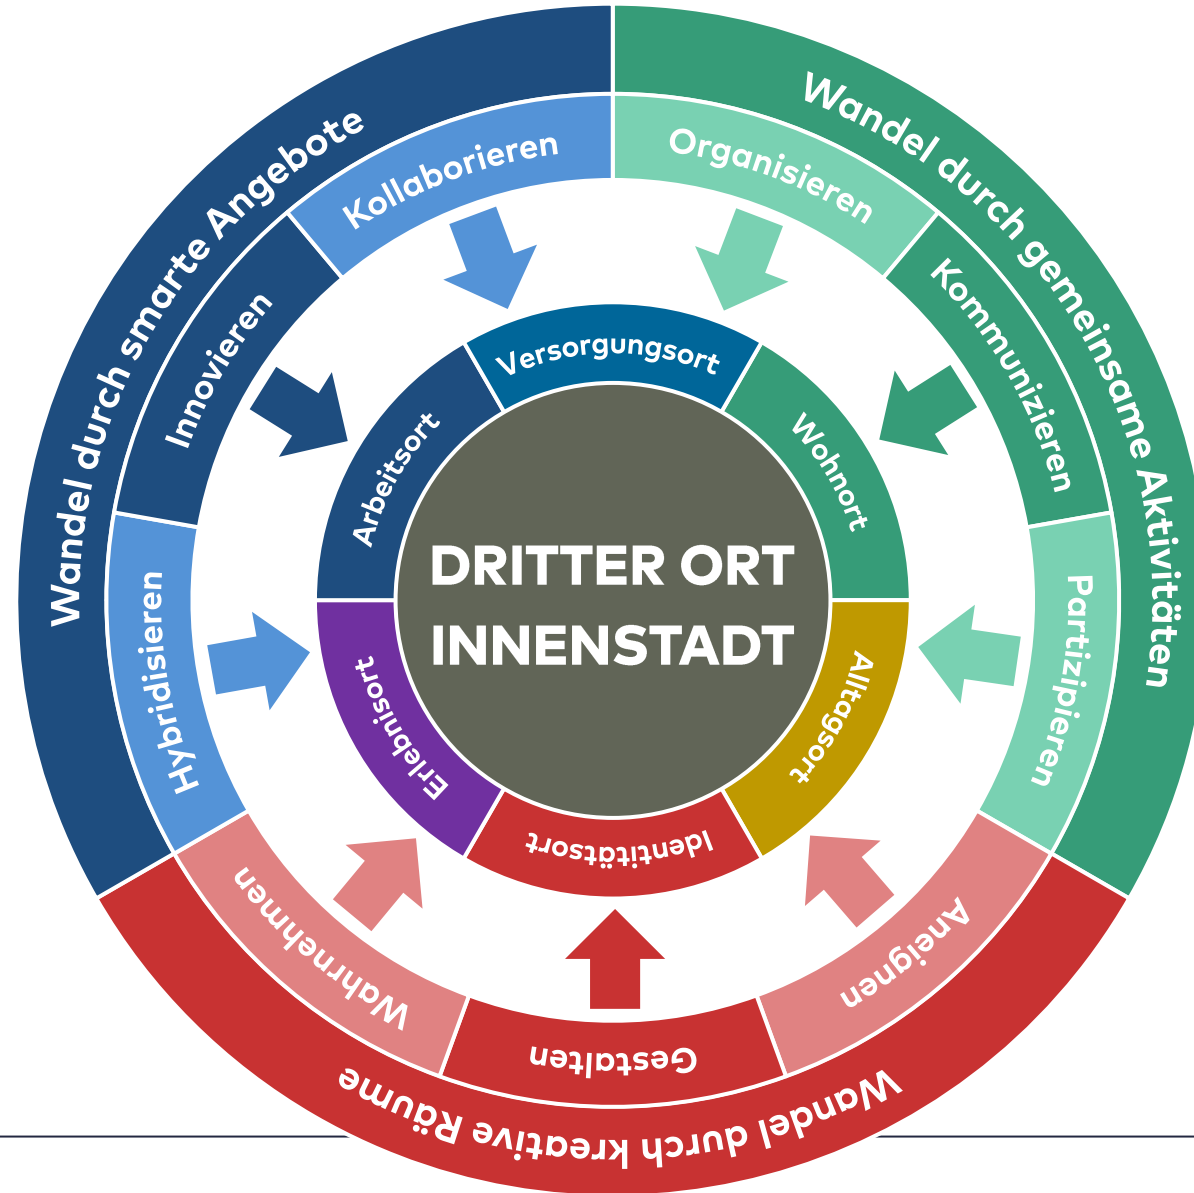 Wandel durch smarte Angebote
Wandel durch gemeinsame Aktivitäten
Wandel durch kreative Räume
Kollaborieren
Organisieren
Kommunizieren
Partizipieren
Aneignen
Gestalten
Wahrnehmen
Hybridisieren
Innovieren
Versorgungsort
Wohnort
Alltagsort
Identitätsort
Erlebnisort
Arbeitsort
DRITTER ORT
INNENSTADT